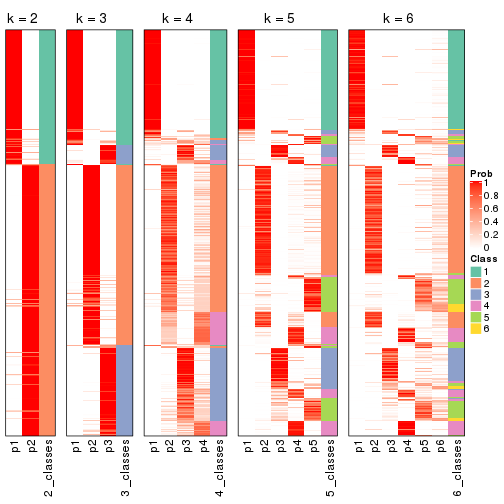 k = 2
k = 3
k = 4
k = 5
k = 6
Prob
1
0.8
0.6
0.4
0.2
0
Class
1
2
3
4
5
6
p1
p2
2_classes
p1
p2
p3
3_classes
p1
p2
p3
p4
4_classes
p1
p2
p3
p4
p5
5_classes
p1
p2
p3
p4
p5
p6
6_classes